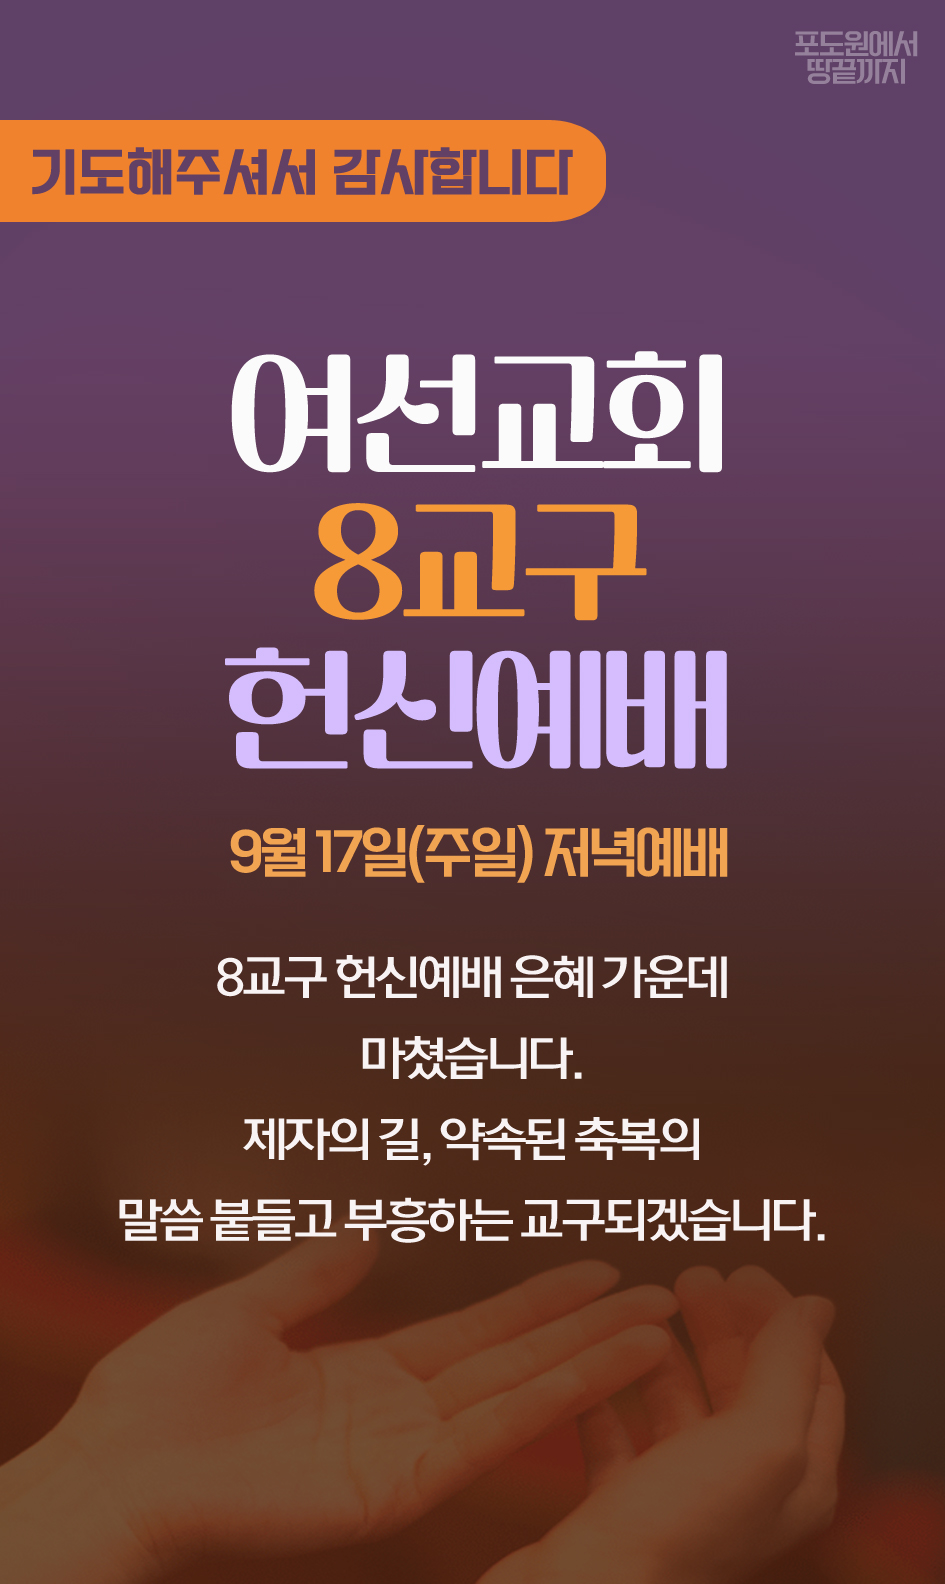 포도원에서
땅끝까지
기도해주셔서 감사합니다
여선교회
8교구
헌신예배
9월 17일(주일) 저녁예배
8교구 헌신예배 은혜 가운데
마쳤습니다.
제자의 길, 약속된 축복의
말씀 붙들고 부흥하는 교구되겠습니다.